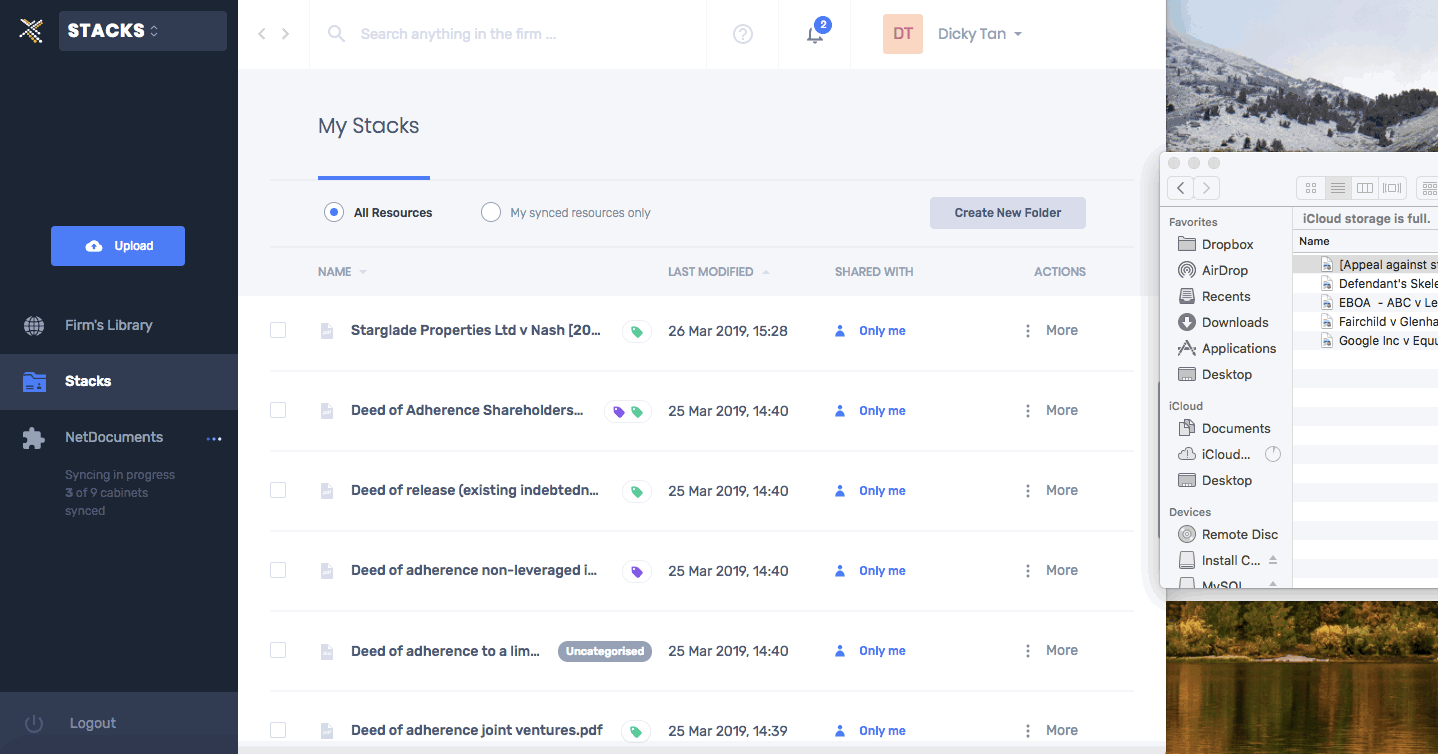 STACKS
Search anything in the firm ...
2
DT
Dicky Tan
My Stacks
Upload
All Resources
My synced resources only
Create New Folder
NAME
LAST MODIFIED
SHARED WITH
ACTIONS
Firm's Library
Stacks
NetDocuments
Syncing in progress
3 of 9 cabinets
synced
Logout
Starglade Properties Ltd v Nash [20...
26 Mar 2019, 15:28
Only me
More
Deed of Adherence Shareholders...
25 Mar 2019, 14:40
Only me
More
Deed of release (existing indebtedn...
25 Mar 2019, 14:40
Only me
More
Deed of adherence non-leveraged i...
25 Mar 2019, 14:40
Only me
More
Deed of adherence to a lim...
Uncategorised
25 Mar 2019, 14:40
Only me
More
Deed of adherence joint ventures.pdf
25 Mar 2019, 14:39
Only me
More
Favorites
Dropbox
AirDrop
Recents
Downloads
Applications
Desktop
iCloud
Documents
iCloud...
Desktop
Devices
Remote Disc
Install C...
MySQL
iCloud storage is full.
Name
[Appeal against s
Defendant's Skele
EBOA - ABC v Le
Fairchild v Glenha
Google Inc v Equu